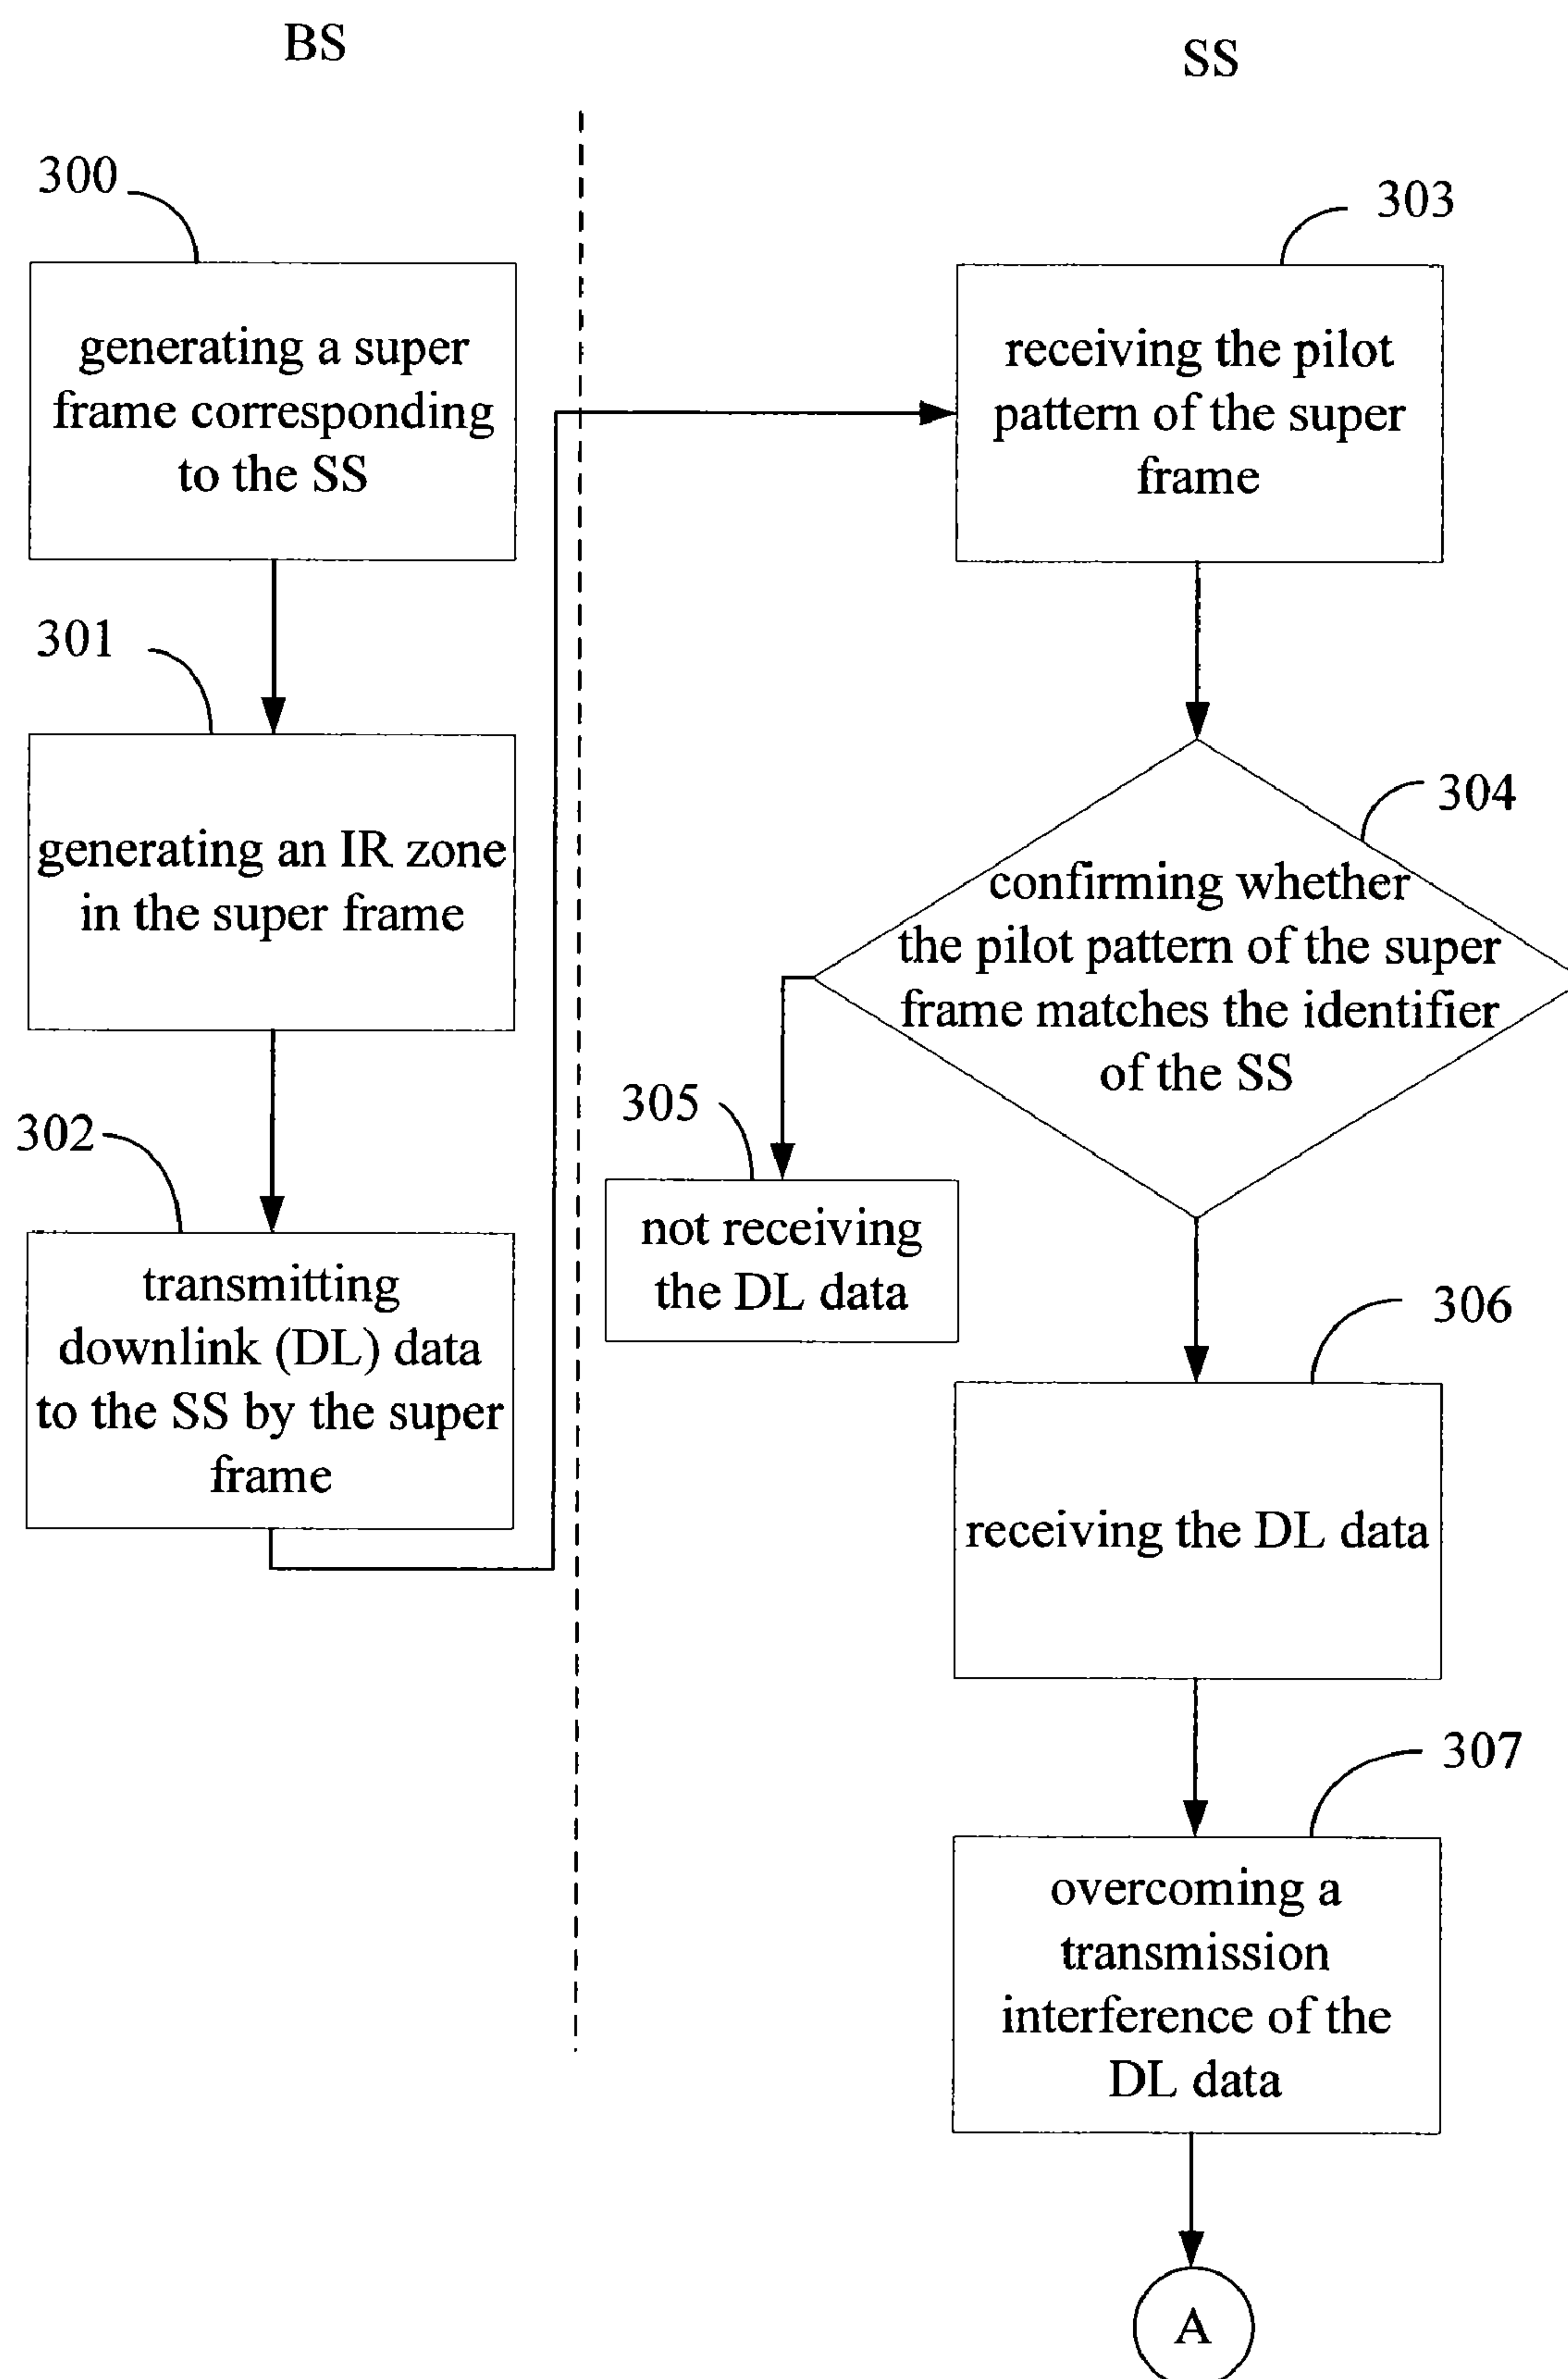 BS
300
generating a super
frame corresponding
to the SS
301
generating an IR zone
in the super frame
302
transmitting
downlink (DL) data
to the SS by the super
frame
SS
303
receiving the pilot
pattern of the super
frame
304
confirming whether
the pilot pattern of the super
frame matches the identifier
of the SS
305
not receiving
the DL data
306
receiving the DL data
307
overcoming a
transmission
interference of the
DL data
A